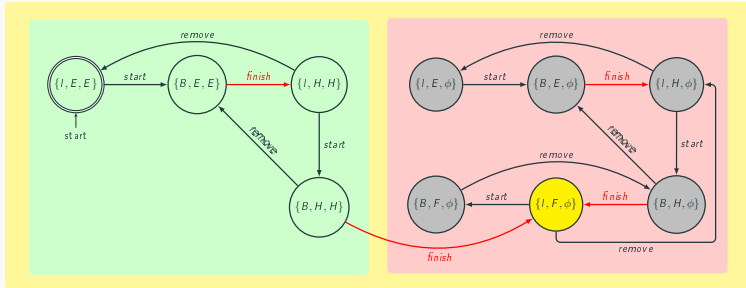 remove
remove
{I, E, E}
start
{B, E, E}
finish
{I, H, H}
{I, E, ϕ}
start
{B, E, ϕ}
finish
{I, H, ϕ}
start
remove
start
remove
start
remove
{B, H, H}
{B, F, ϕ}
start
{I, F, ϕ}
finish
{B, H, ϕ}
finish
remove